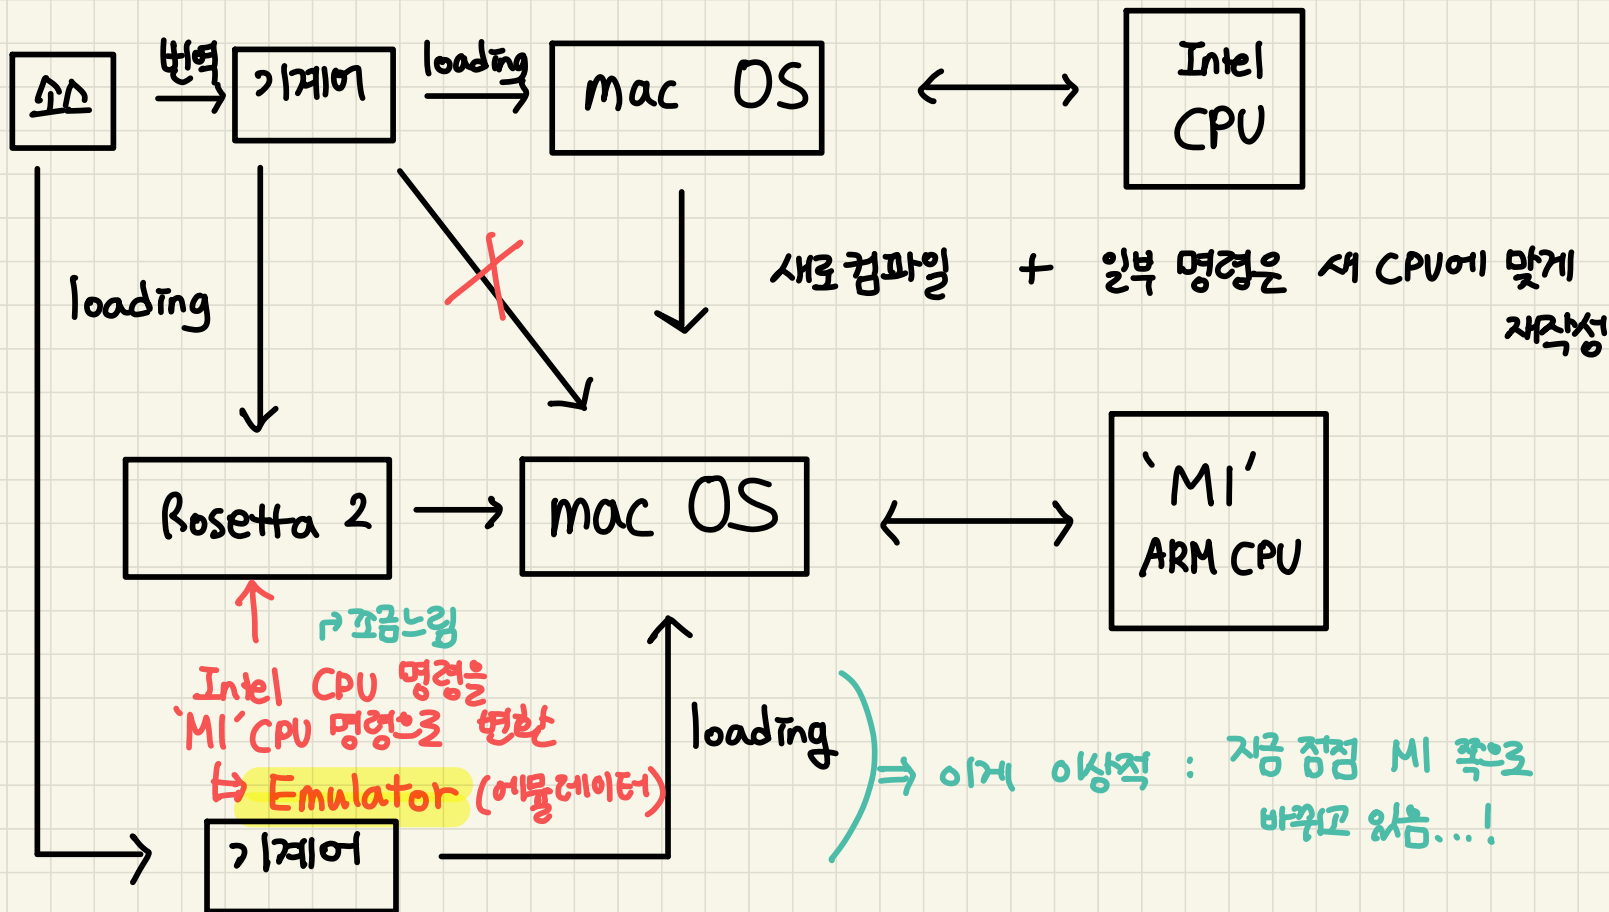 소스
번역
기계어
loading
mac OS
Intel
CPU
loading
새로 컴파일 + 일부 명령은 새 CPU에 맞게
재작성
Rosetta 2
mac OS
'M1'
ARM CPU
→ 조금느림
Intel CPU 명령을
'M1' CPU 명령으로 변환
↳ Emulator (에뮬레이터)
loading
⇒ 이게 이상적 : 지금 점점 M1 쪽으로
바뀌고 있음...!
기계어